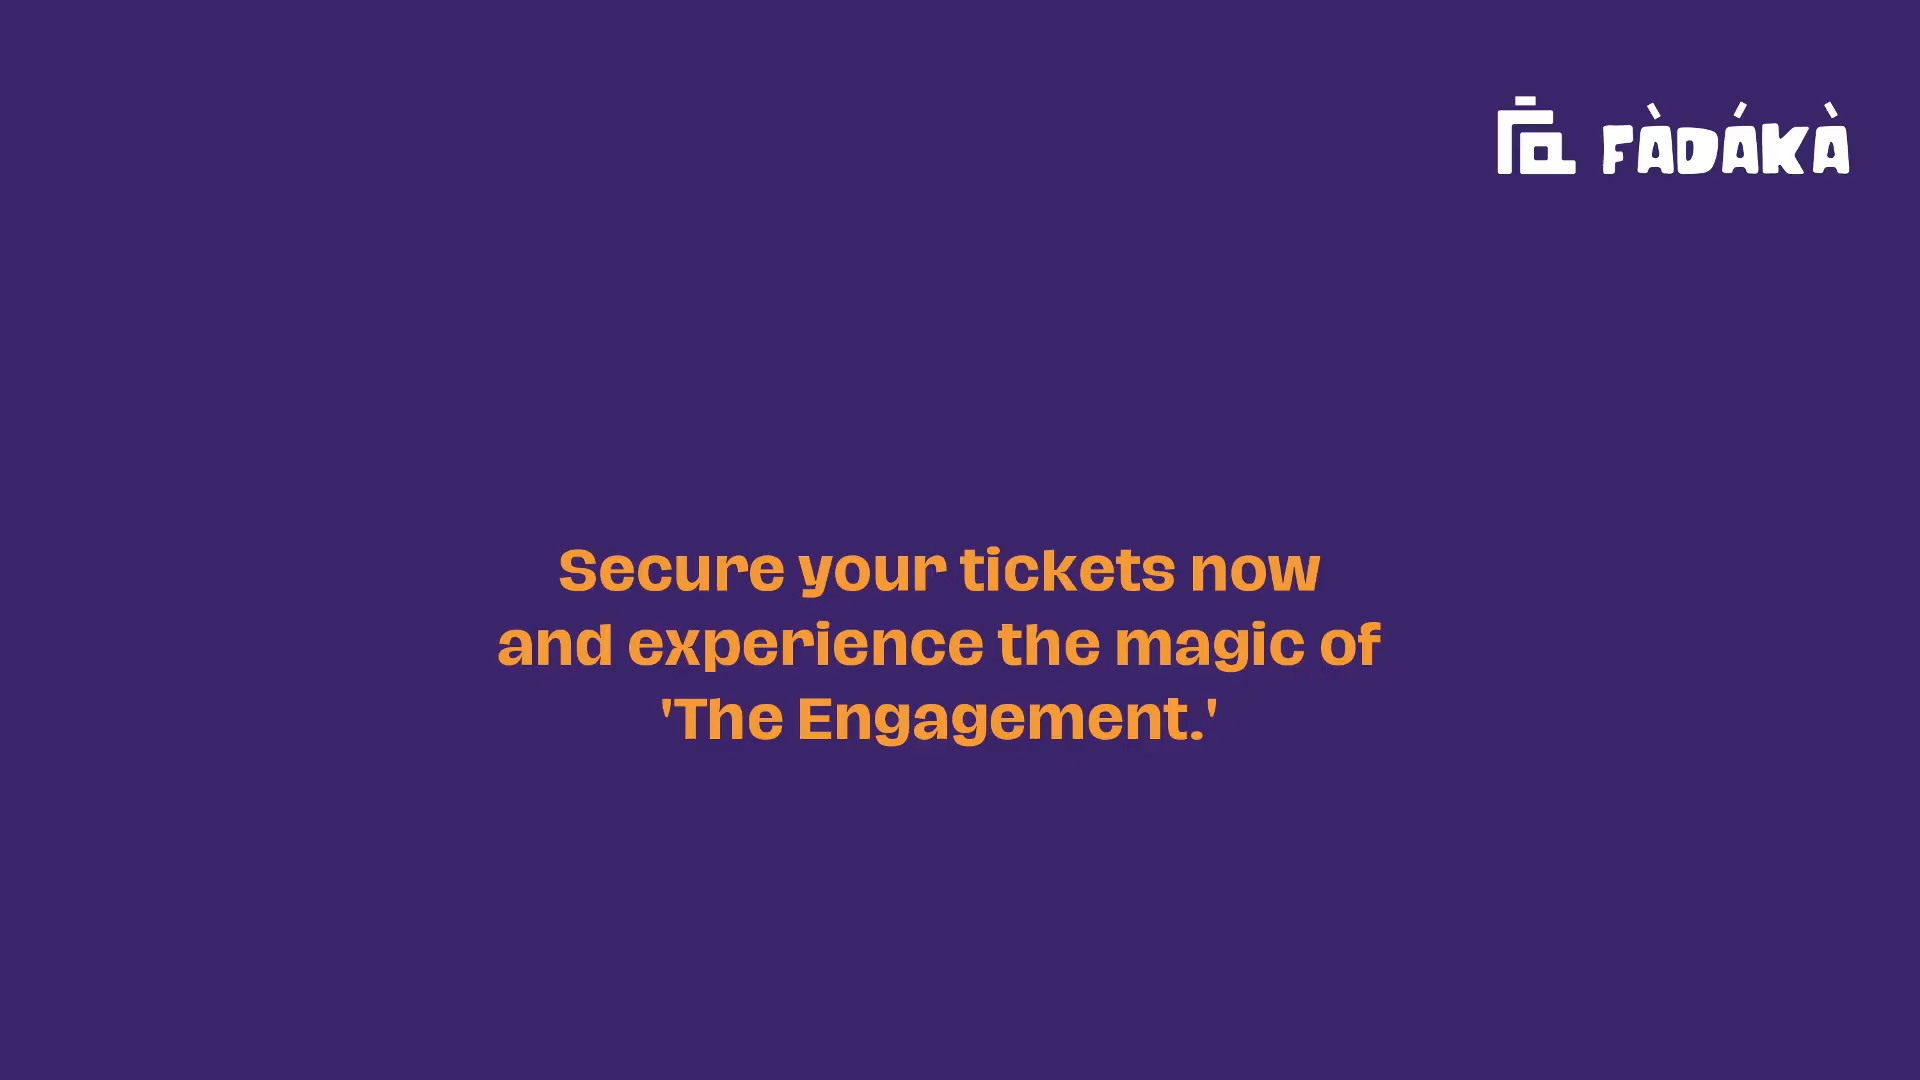 FÀDÁKÀ
Secure your tickets now
and experience the magic of
'The Engagement.'